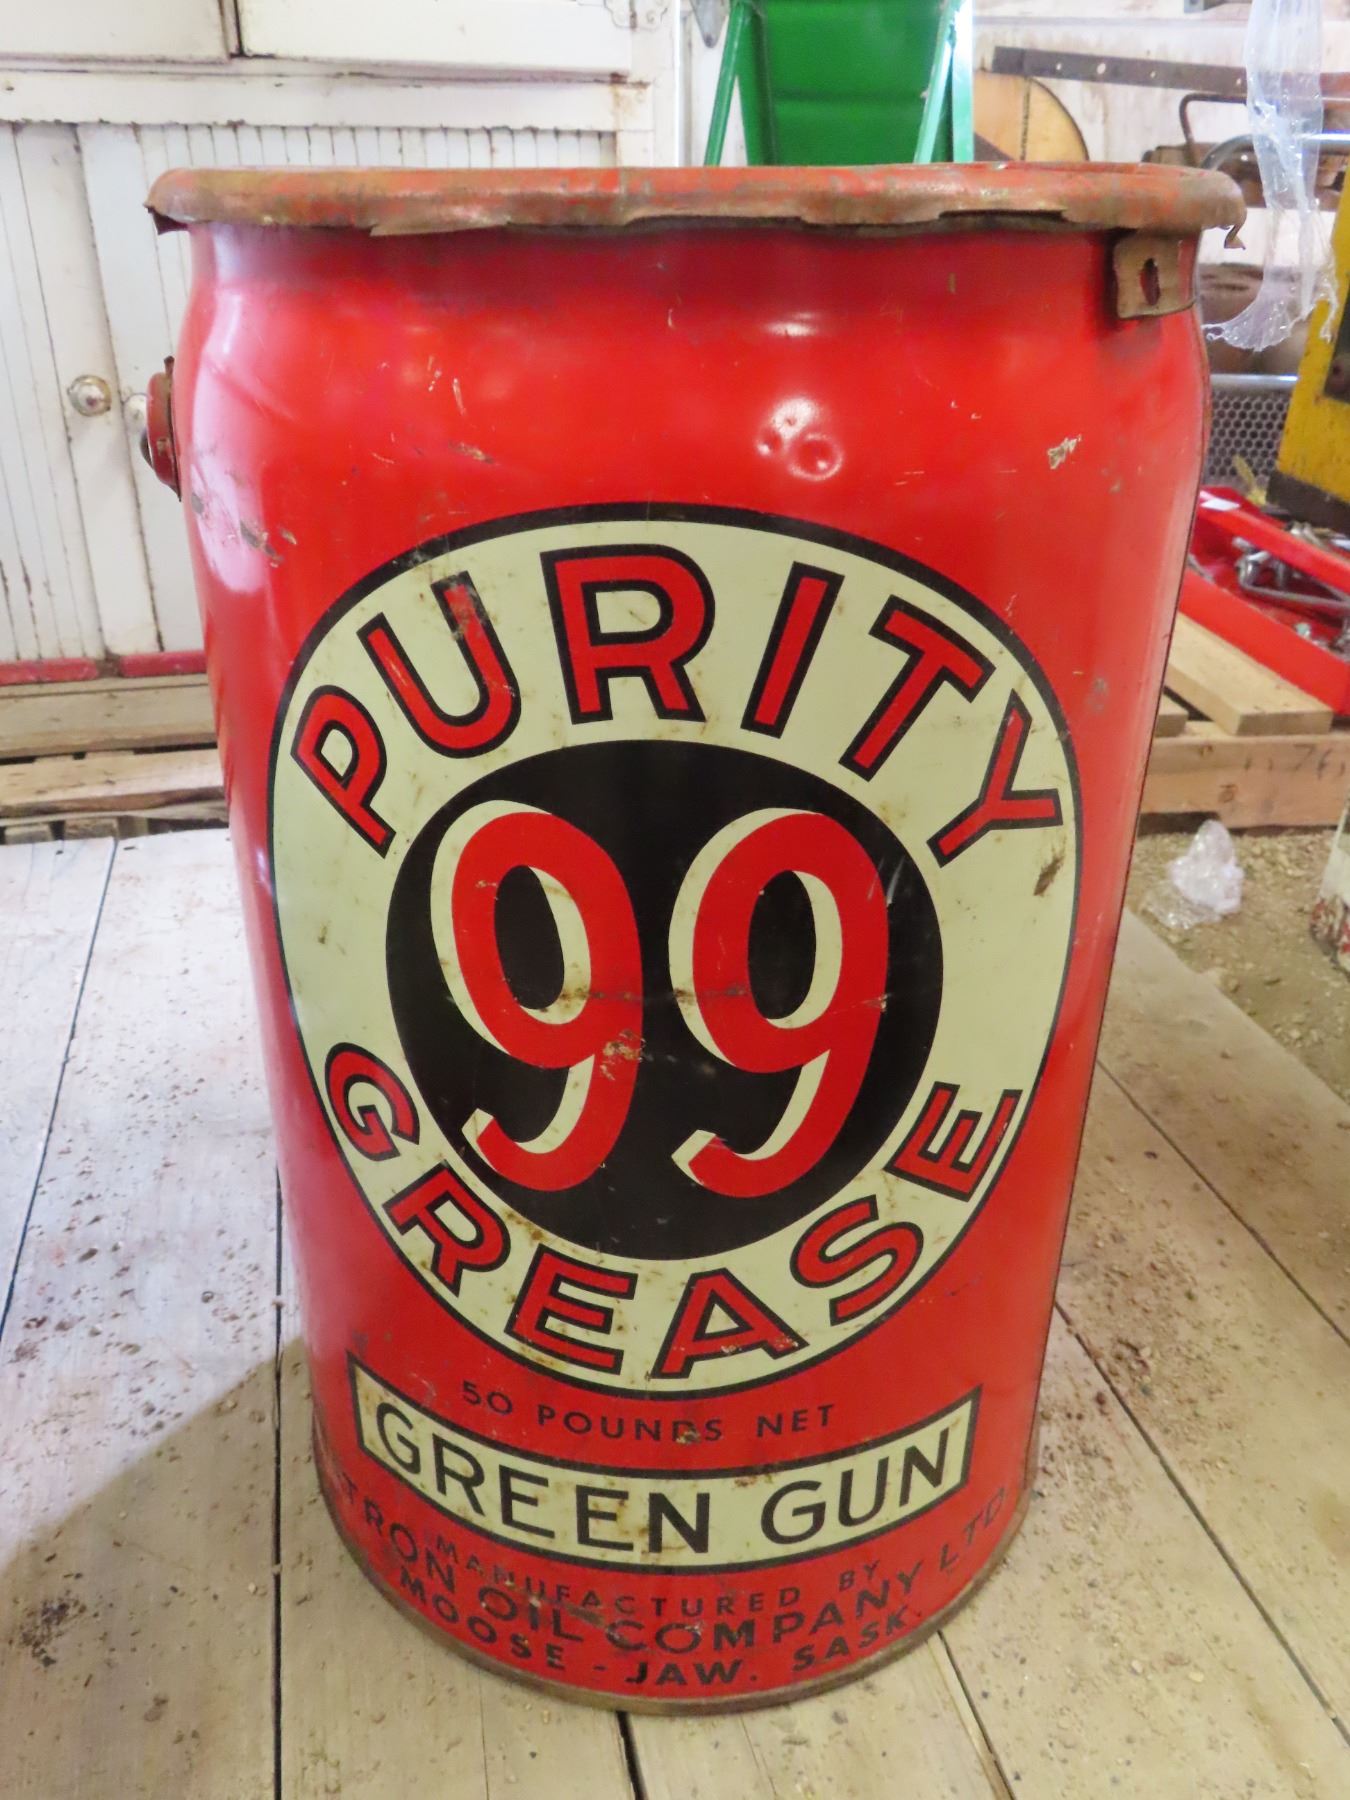 PURITY
99
GREASE
50 POUNDS NET
GREEN GUN
MANUFACTURED BY
OIL COMPANY LTD
MOOSE - JAW. SASK.